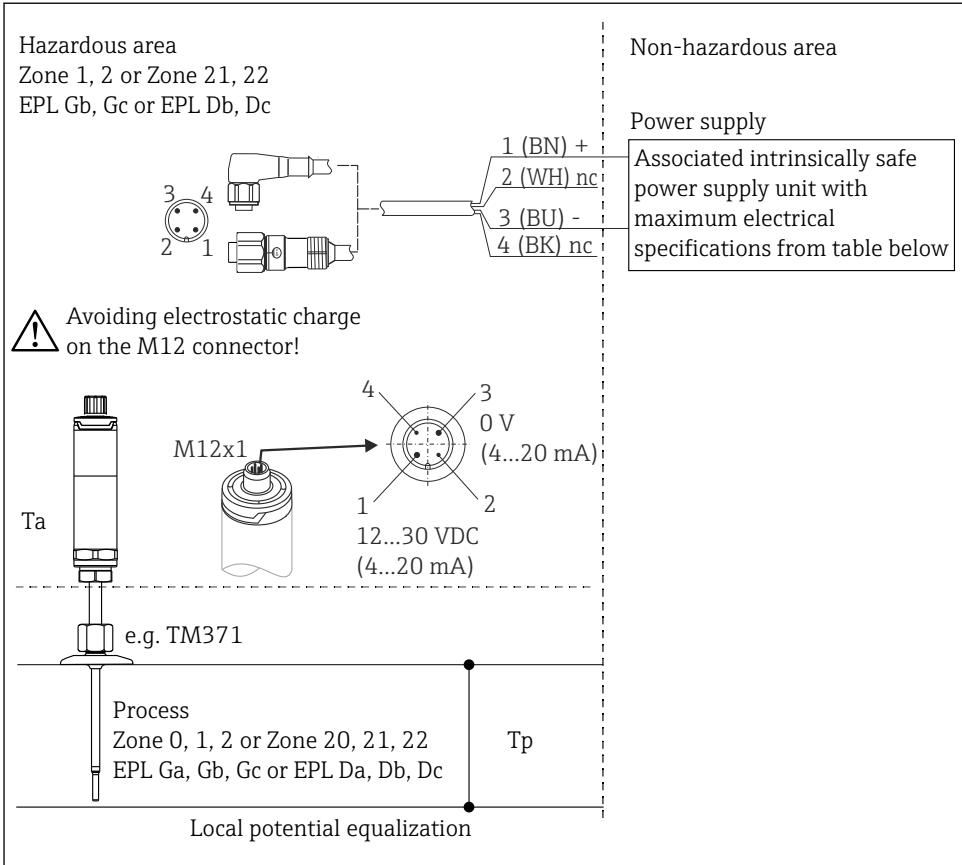 Hazardous area
Zone 1, 2 or Zone 21, 22
EPL Gb, Gc or EPL Db, Dc
Non-hazardous area
Power supply
1 (BN) +
2 (WH) nc
3 (BU) -
4 (BK) nc
Associated intrinsically safe
power supply unit with
maximum electrical
specifications from table below
3 4
2 1
Avoiding electrostatic charge
on the M12 connector!
M12x1
4
3
0 V
(4...20 mA)
1
2
12...30 VDC
(4...20 mA)
Ta
e.g. TM371
Process
Zone 0, 1, 2 or Zone 20, 21, 22
EPL Ga, Gb, Gc or EPL Da, Db, Dc
Tp
Local potential equalization